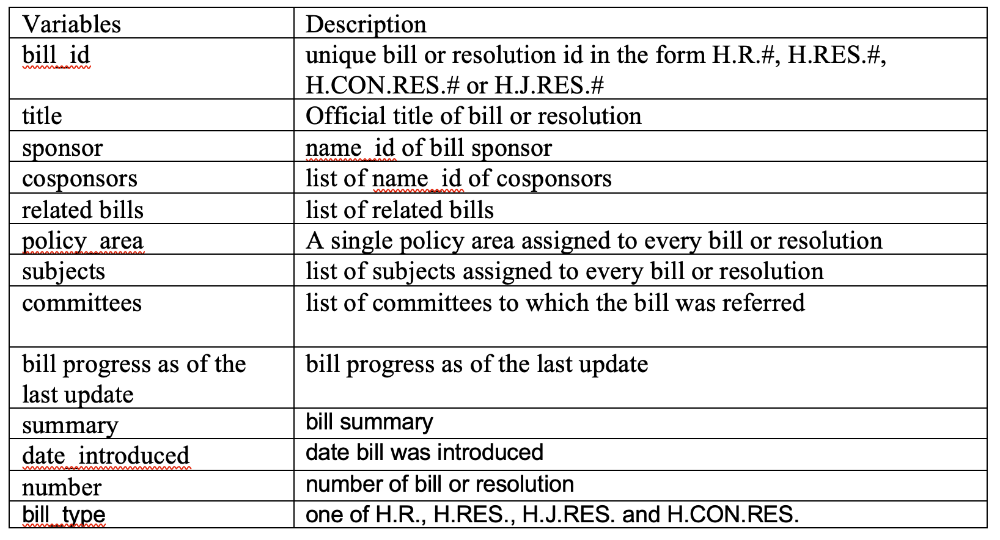 Variables Description
bill_id unique bill or resolution id in the form H.R.#, H.RES.#,
H.CON.RES.# or H.J.RES.#
title Official title of bill or resolution
sponsor name_id of bill sponsor
cosponsors list of name_id of cosponsors
related bills list of related bills
policy_area A single policy area assigned to every bill or resolution
subjects list of subjects assigned to every bill or resolution
committees list of committees to which the bill was referred
bill progress as of the bill progress as of the last update
last update
summary bill summary
date_introduced date bill was introduced
number number of bill or resolution
bill_type one of H.R., H.RES., H.J.RES. and H.CON.RES.